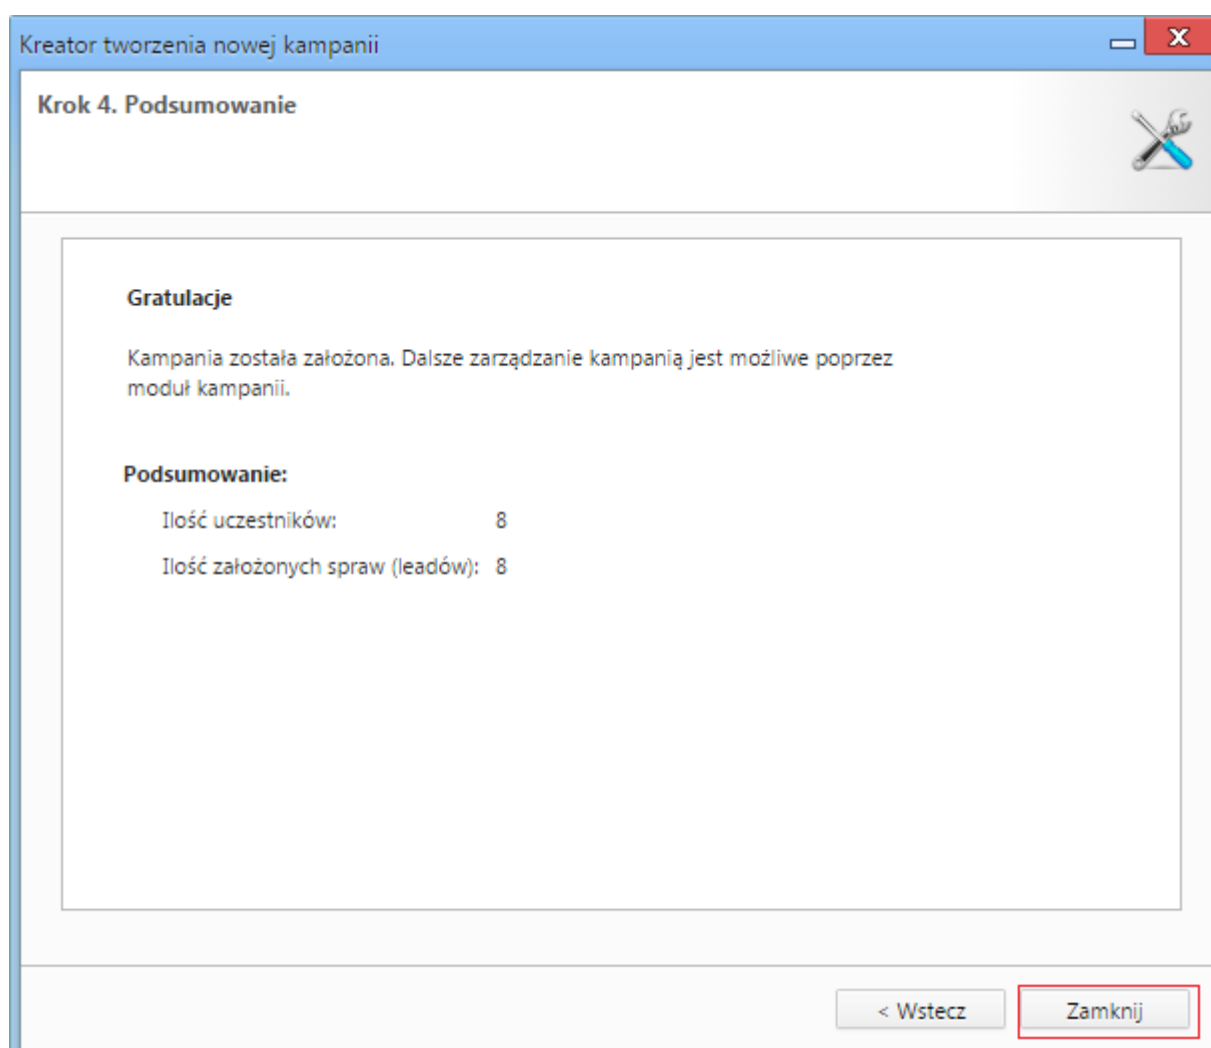 Kreator tworzenia nowej kampanii
Krok 4. Podsumowanie
Gratulacje
Kampania została założona. Dalsze zarządzanie kampanią jest możliwe poprzez
moduł kampanii.
Podsumowanie:
Ilość uczestników: 8
Ilość założonych spraw (leadów): 8
< Wstecz
Zamknij